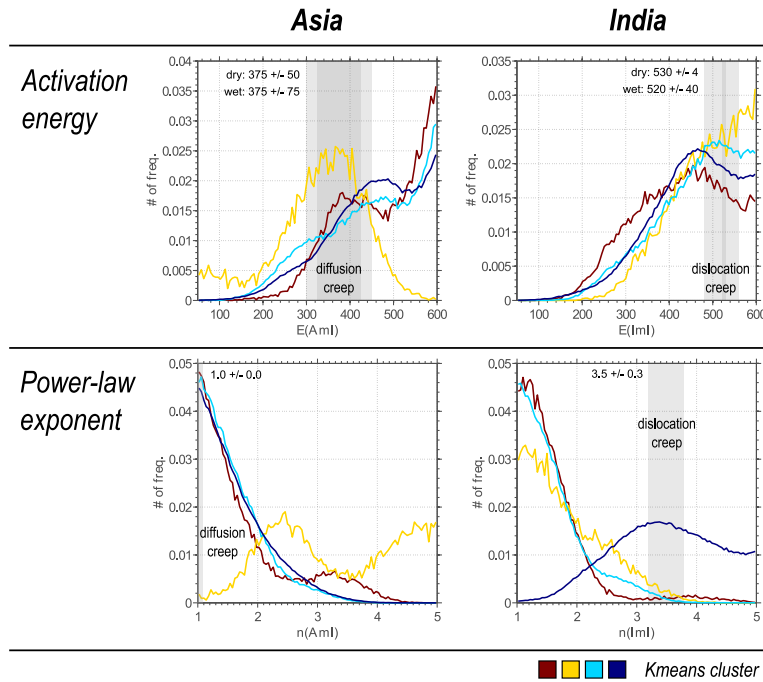 Asia
India
Activation
energy
# of freq.
0.04
0.035
0.03
0.025
0.02
0.015
0.01
0.005
0
dry: 375 +/- 50
wet: 375 +/- 75
diffusion
creep
100
200
300
400
500
600
E(Aml)
# of freq.
0.035
0.03
0.025
0.02
0.015
0.01
0.005
0
dry: 530 +/- 4
wet: 520 +/- 40
dislocation
creep
100
200
300
400
500
600
E(Iml)
Power-law
exponent
# of freq.
0.05
0.04
0.03
0.02
0.01
0
1.0 +/- 0.0
diffusion
creep
1
2
3
4
5
n(Aml)
# of freq.
0.05
0.04
0.03
0.02
0.01
0
3.5 +/- 0.3
dislocation
creep
1
2
3
4
5
n(Iml)
Kmeans cluster